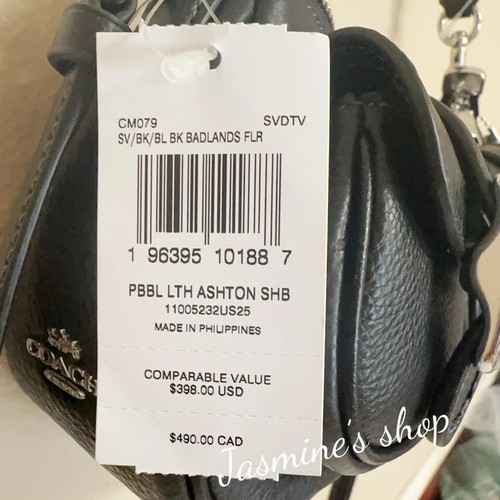 CM079 SVDTV
SV/BK/BL BK BADLANDS FLR
1 96395 10188 7
PBBL LTH ASHTON SHB
11005232US25
MADE IN PHILIPPINES
COMPARABLE VALUE
$398.00 USD
$490.00 CAD
COACH
Jasmine's shop